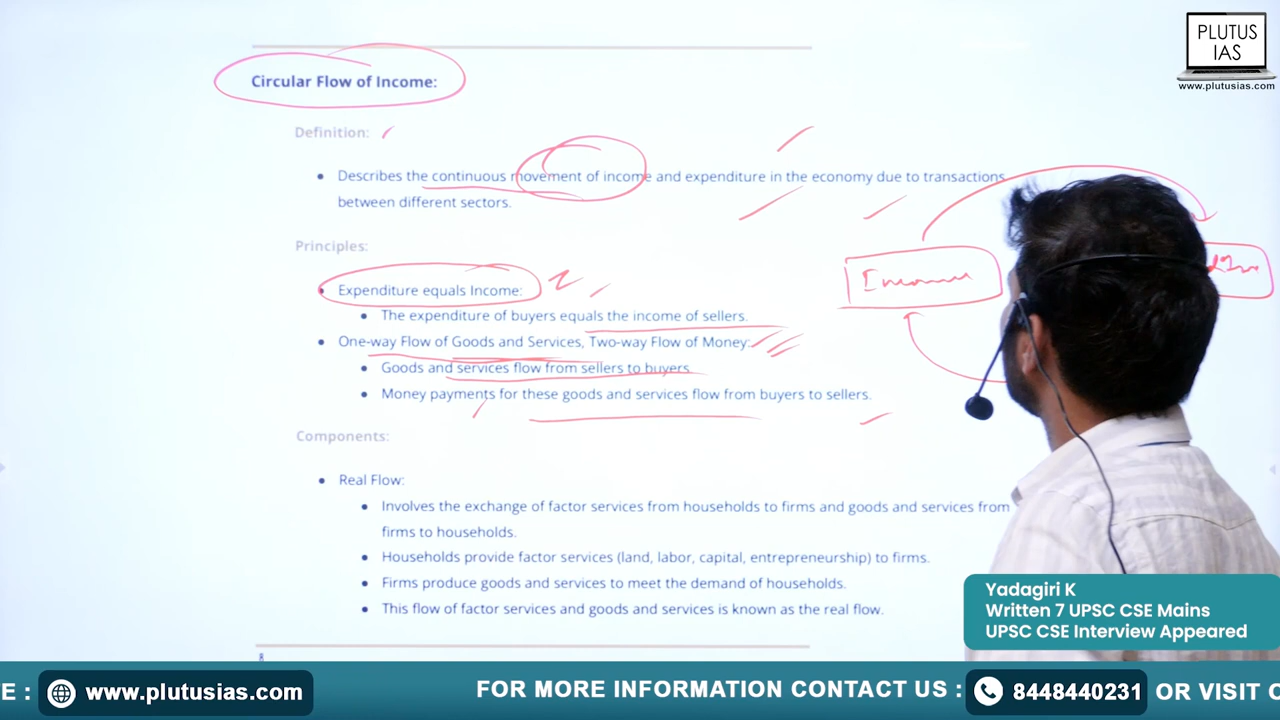 PLUTUS
IAS
www.plutusias.com
Circular Flow of Income:
Definition:
• Describes the continuous movement of income and expenditure in the economy due to transactions
between different sectors.
Principles:
• Expenditure equals Income:
• The expenditure of buyers equals the income of sellers.
• One-way Flow of Goods and Services, Two-way Flow of Money:
• Goods and services flow from sellers to buyers.
• Money payments for these goods and services flow from buyers to sellers.
Income
Components:
• Real Flow:
• Involves the exchange of factor services from households to firms and goods and services from
firms to households.
• Households provide factor services (land, labor, capital, entrepreneurship) to firms.
• Firms produce goods and services to meet the demand of households.
• This flow of factor services and goods and services is known as the real flow.
8
Yadagiri K
Written 7 UPSC CSE Mains
UPSC CSE Interview Appeared
E : www.plutusias.com FOR MORE INFORMATION CONTACT US : 8448440231 OR VISIT